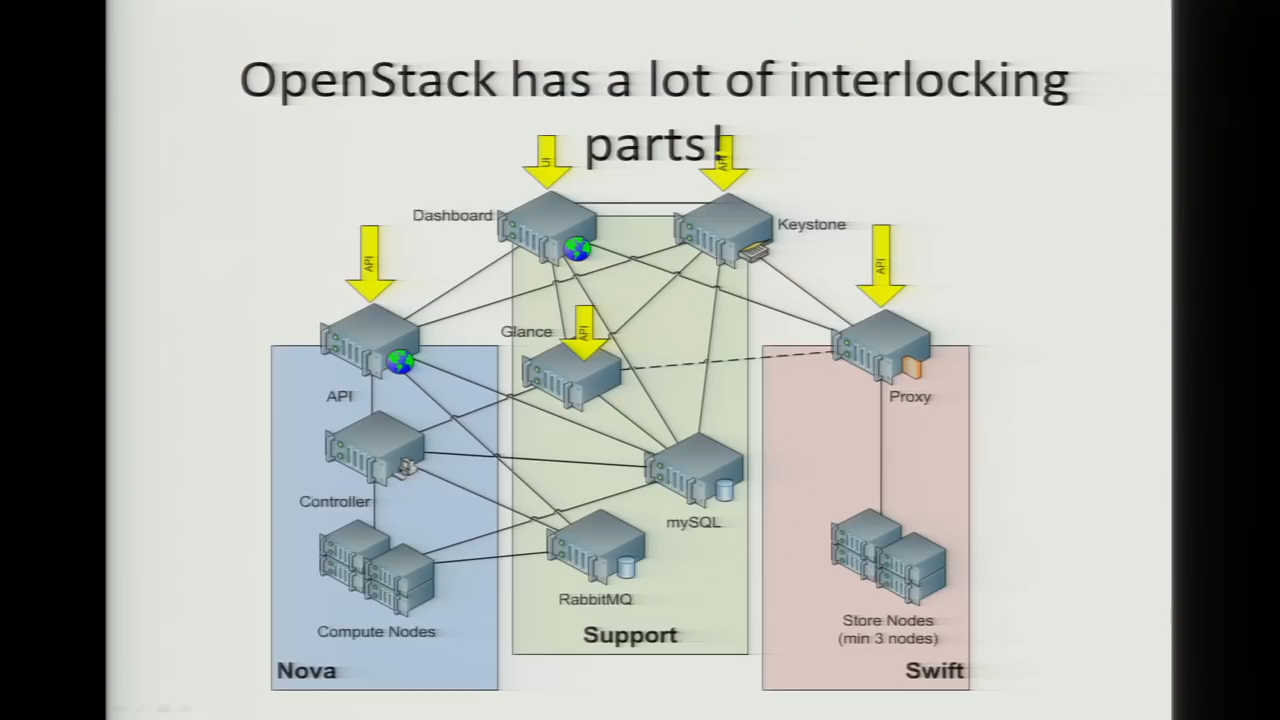 OpenStack has a lot of interlocking
parts!
UI
API
Dashboard
Keystone
API
API
Glance
API
API
Proxy
Controller
mySQL
RabbitMQ
Compute Nodes
Store Nodes
(min 3 nodes)
Support
Nova
Swift